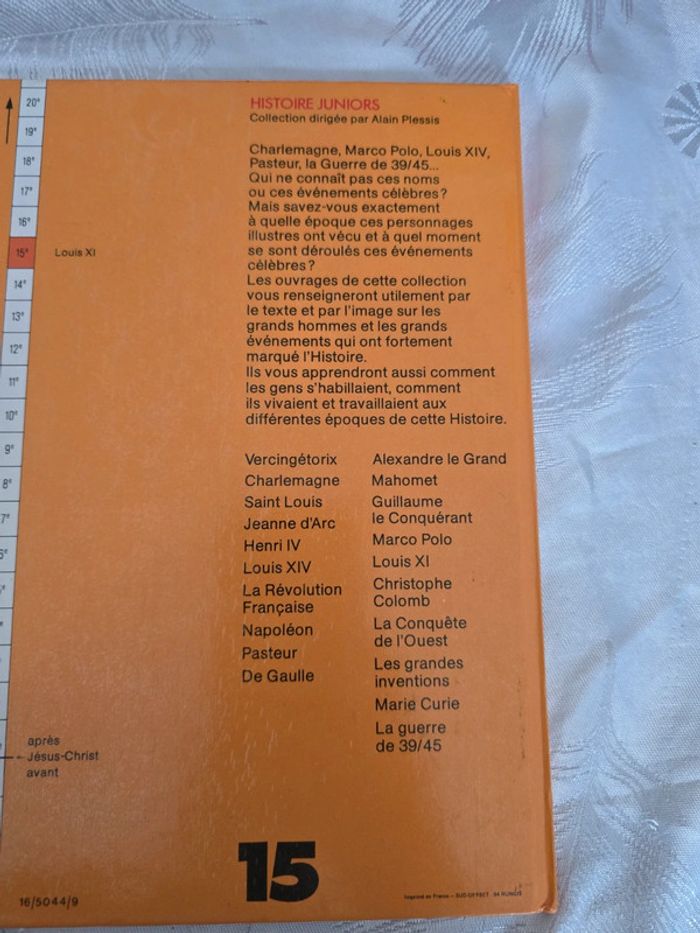 20e
19e
18e
17e
16e
15e
Louis XI
14e
13e
12e
11e
10e
9e
8e
7e
après
Jésus-Christ
avant
16/5044/9
HISTOIRE JUNIORS
Collection dirigée par Alain Plessis
Charlemagne, Marco Polo, Louis XIV,
Pasteur, la Guerre de 39/45...
Qui ne connaît pas ces noms
ou ces événements célèbres?
Mais savez-vous exactement
à quelle époque ces personnages
illustres ont vécu et à quel moment
se sont déroulés ces événements
célèbres?
Les ouvrages de cette collection
vous renseigneront utilement par
le texte et par l'image sur les
grands hommes et les grands
événements qui ont fortement
marqué l'Histoire.
Ils vous apprendront aussi comment
les gens s'habillaient, comment
ils vivaient et travaillaient aux
différentes époques de cette Histoire.
Vercingétorix
Charlemagne
Saint Louis
Jeanne d'Arc
Henri IV
Louis XIV
La Révolution
Française
Napoléon
Pasteur
De Gaulle
Alexandre le Grand
Mahomet
Guillaume
le Conquérant
Marco Polo
Louis XI
Christophe
Colomb
La Conquête
de l'Ouest
Les grandes
inventions
Marie Curie
La guerre
de 39/45
15
Imprimé en France – SUD-OFFSET 94 RUNGIS